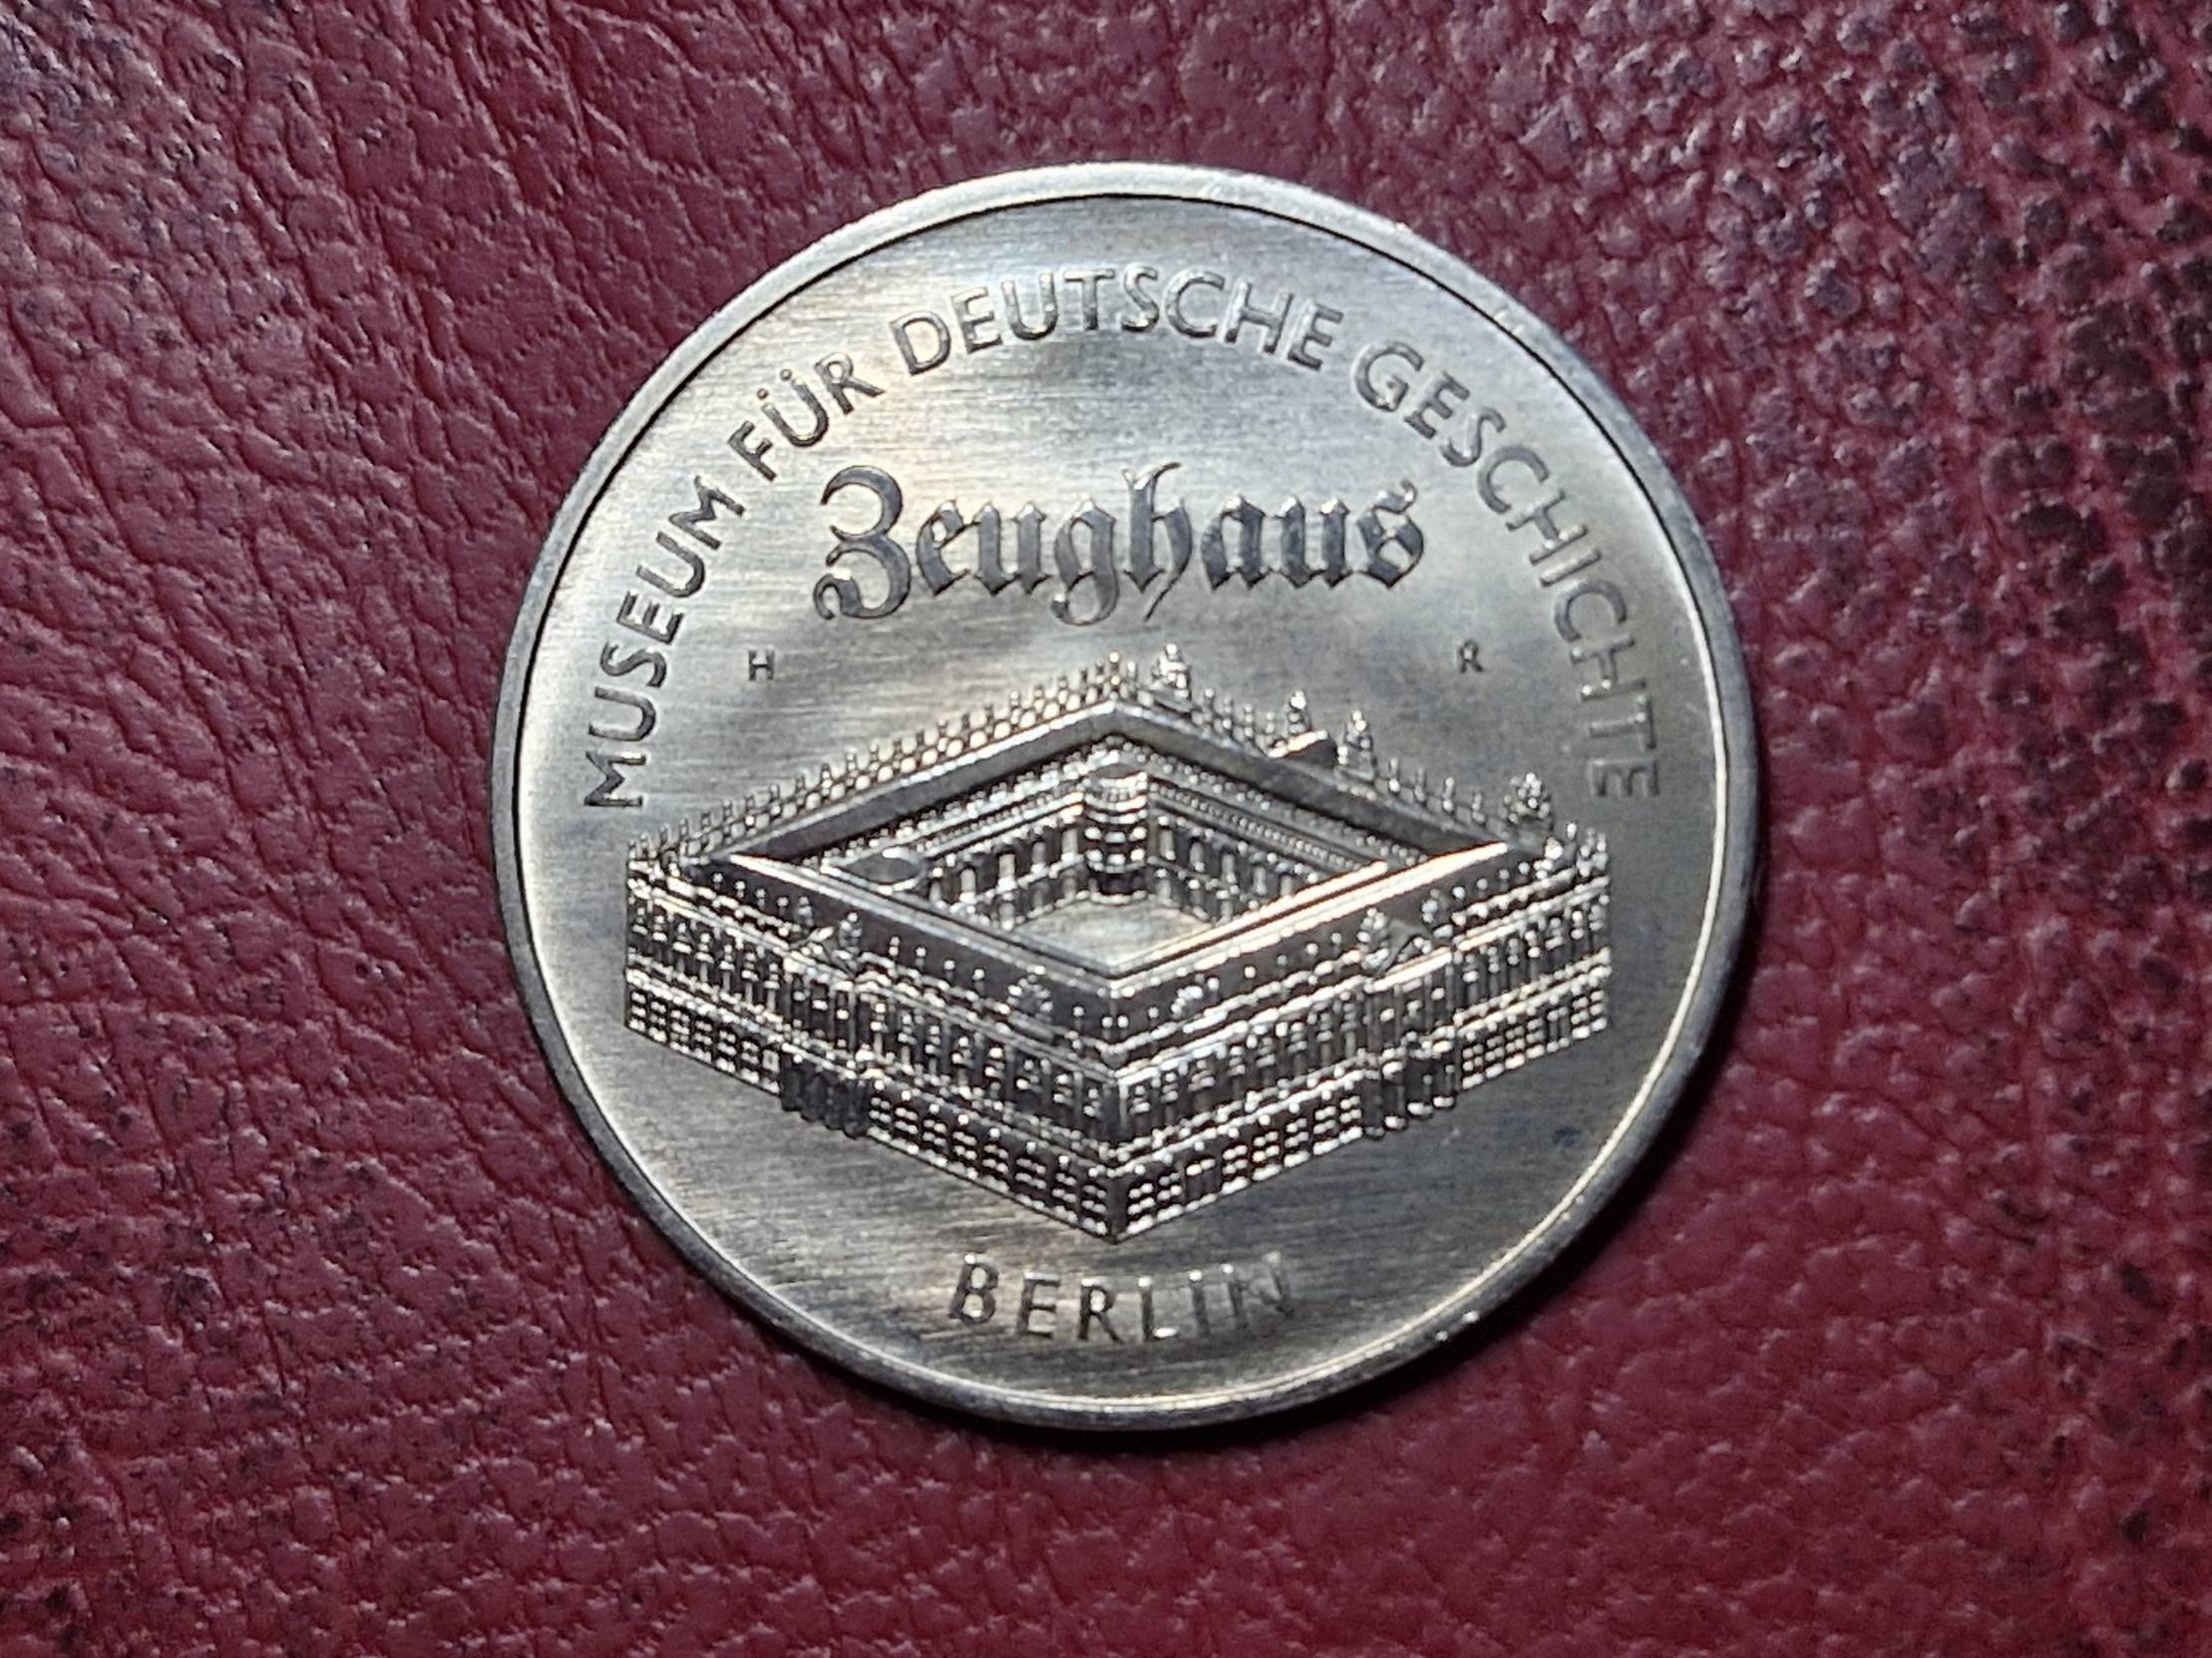 MUSEUM FÜR DEUTSCHE GESCHICHTE
Zeughaus
H R
BERLIN